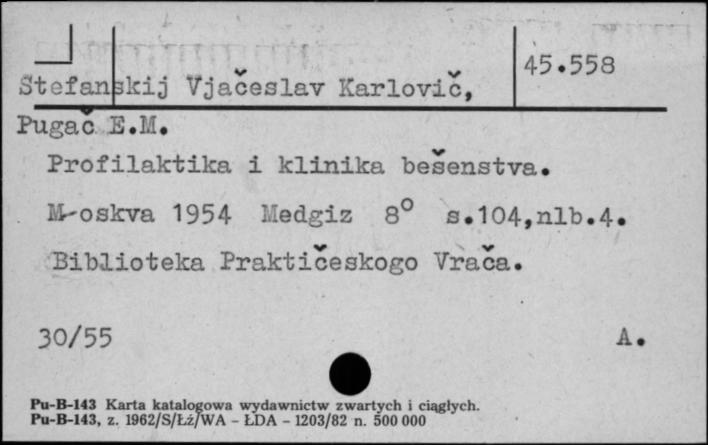 45.558
Stefanskij Vjačeslav Karlovič,
Pugač E.M.
Profilaktika i klinika bešenstva.
M-oskva 1954 Medgiz 8° s.104,nlb.4.
Biblioteka Praktičeskogo Vrača.
30/55 A.
Pu-B-143 Karta katalogowa wydawnictw zwartych i ciągłych.
Pu-B-143, z. 1962/S/Łź/WA - ŁDA - 1203/82 n. 500 000